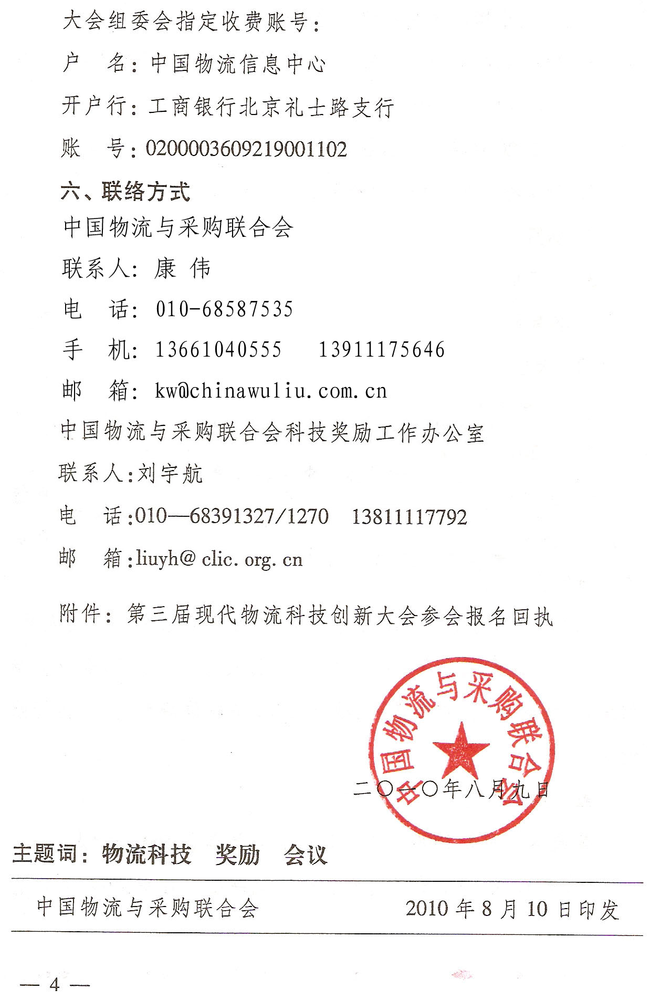 大会组委会指定收费账号：
户　名：中国物流信息中心
开户行：工商银行北京礼士路支行
账　号：0200003609219001102
六、联络方式
中国物流与采购联合会
联系人：康 伟
电　话：010-68587535
手　机：13661040555　13911175646
邮　箱：kw@chinawuliu.com.cn
中国物流与采购联合会科技奖励工作办公室
联系人:刘宇航
电　话:010—68391327/1270　13811117792
邮　箱:liuyh@ clic. org. cn
附件：第三届现代物流科技创新大会参会报名回执
中国物流与采购联合会
二〇一〇年八月九日
主题词：物流科技　奖励　会议
中国物流与采购联合会　2010 年 8 月 10 日印发
— 4 —